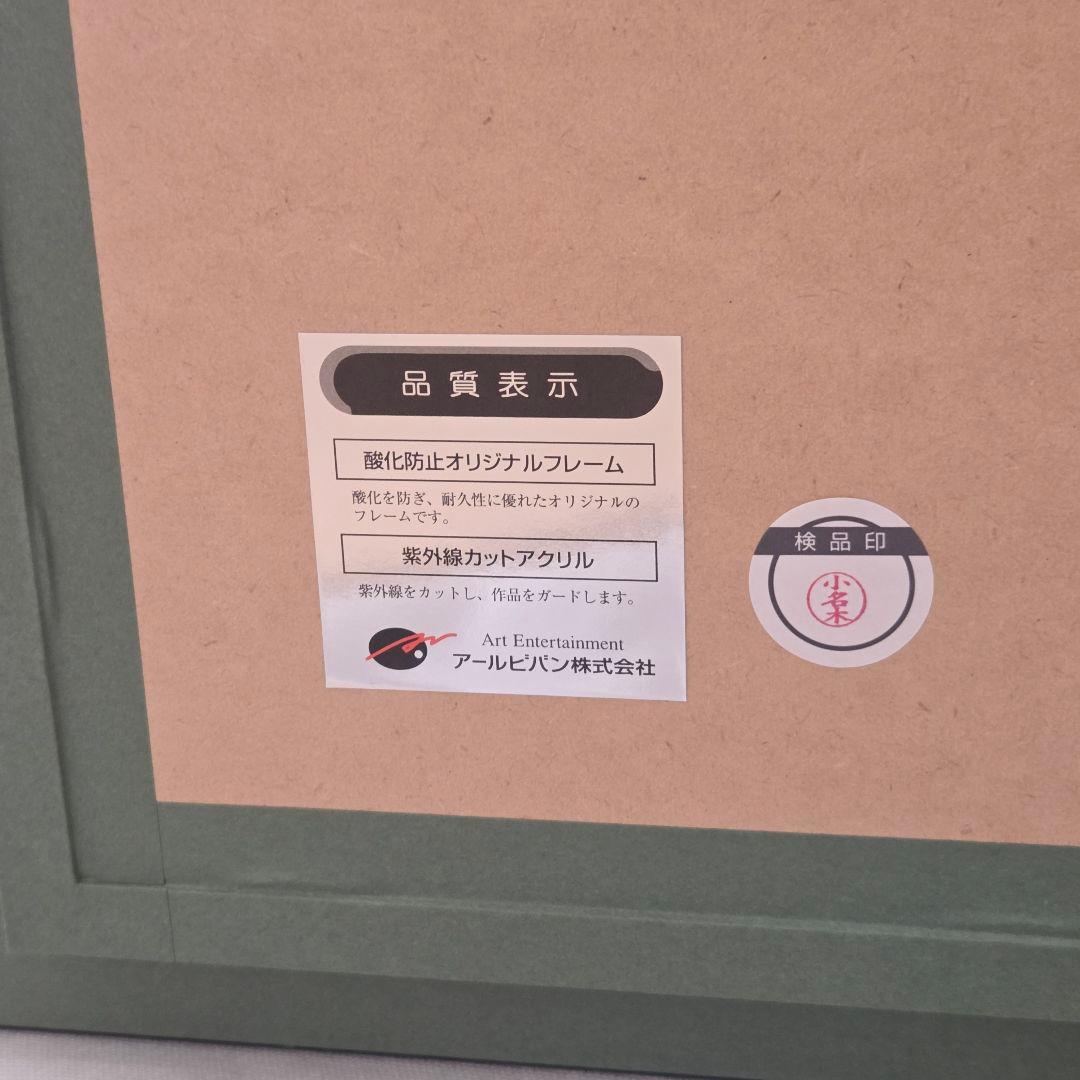 品質表示
酸化防止オリジナルフレーム
酸化を防ぎ、耐久性に優れたオリジナルの
フレームです。
紫外線カットアクリル
紫外線をカットし、作品をガードします。
Art Entertainment
アールビバン株式会社
検品印
小名木